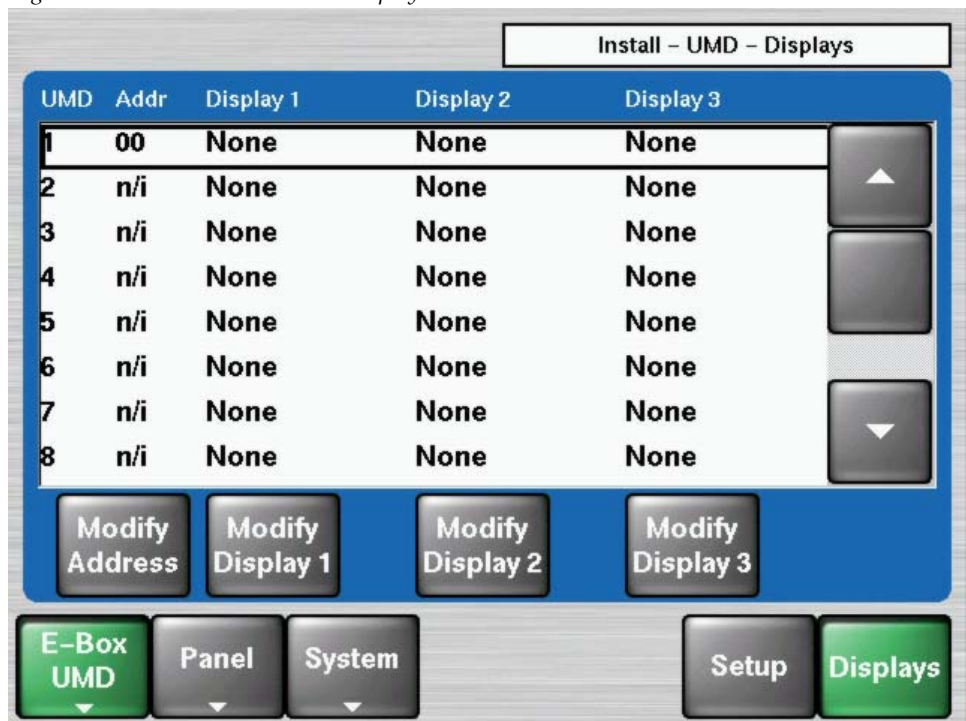 Install – UMD – Displays
UMD Addr Display 1 Display 2 Display 3
1 00 None None None
2 n/i None None None
3 n/i None None None
4 n/i None None None
5 n/i None None None
6 n/i None None None
7 n/i None None None
8 n/i None None None
Modify Address
Modify Display 1
Modify Display 2
Modify Display 3
E–Box UMD
Panel
System
Setup
Displays